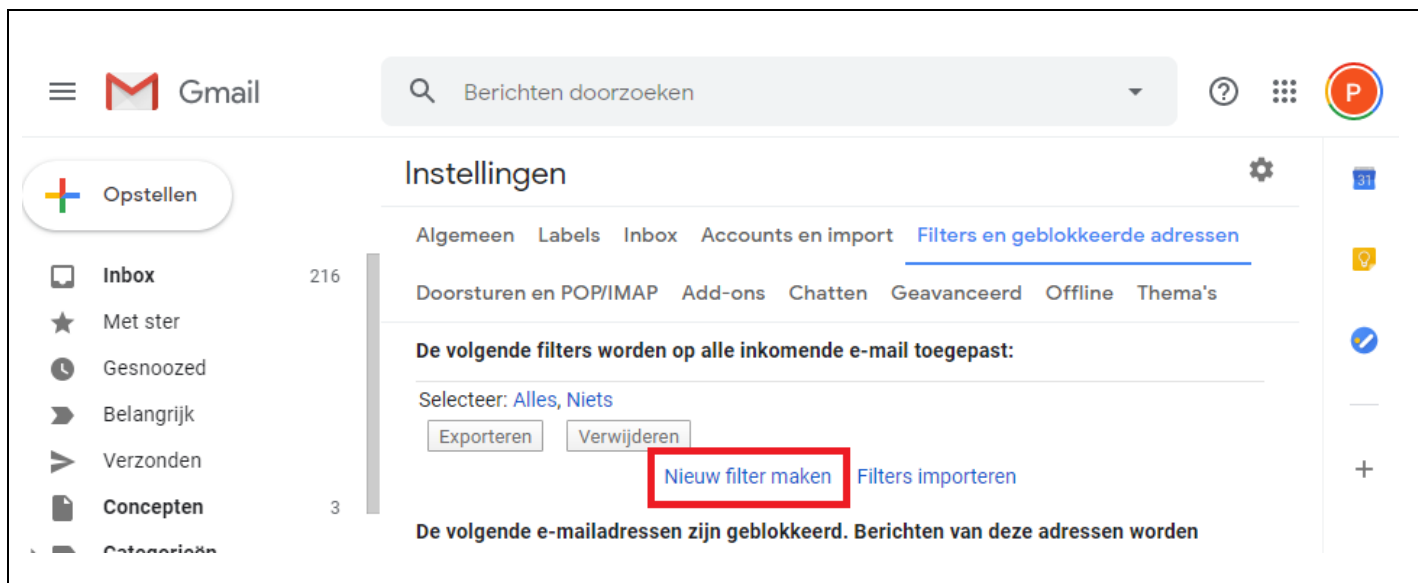 Gmail
Berichten doorzoeken
P
Opstellen
Inbox 216
Met ster
Gesnoozed
Belangrijk
Verzonden
Concepten 3
Categorieën
Instellingen
31
Algemeen Labels Inbox Accounts en import Filters en geblokkeerde adressen
Doorsturen en POP/IMAP Add-ons Chatten Geavanceerd Offline Thema's
De volgende filters worden op alle inkomende e-mail toegepast:
Selecteer: Alles, Niets
Exporteren Verwijderen
Nieuw filter maken Filters importeren
De volgende e-mailadressen zijn geblokkeerd. Berichten van deze adressen worden